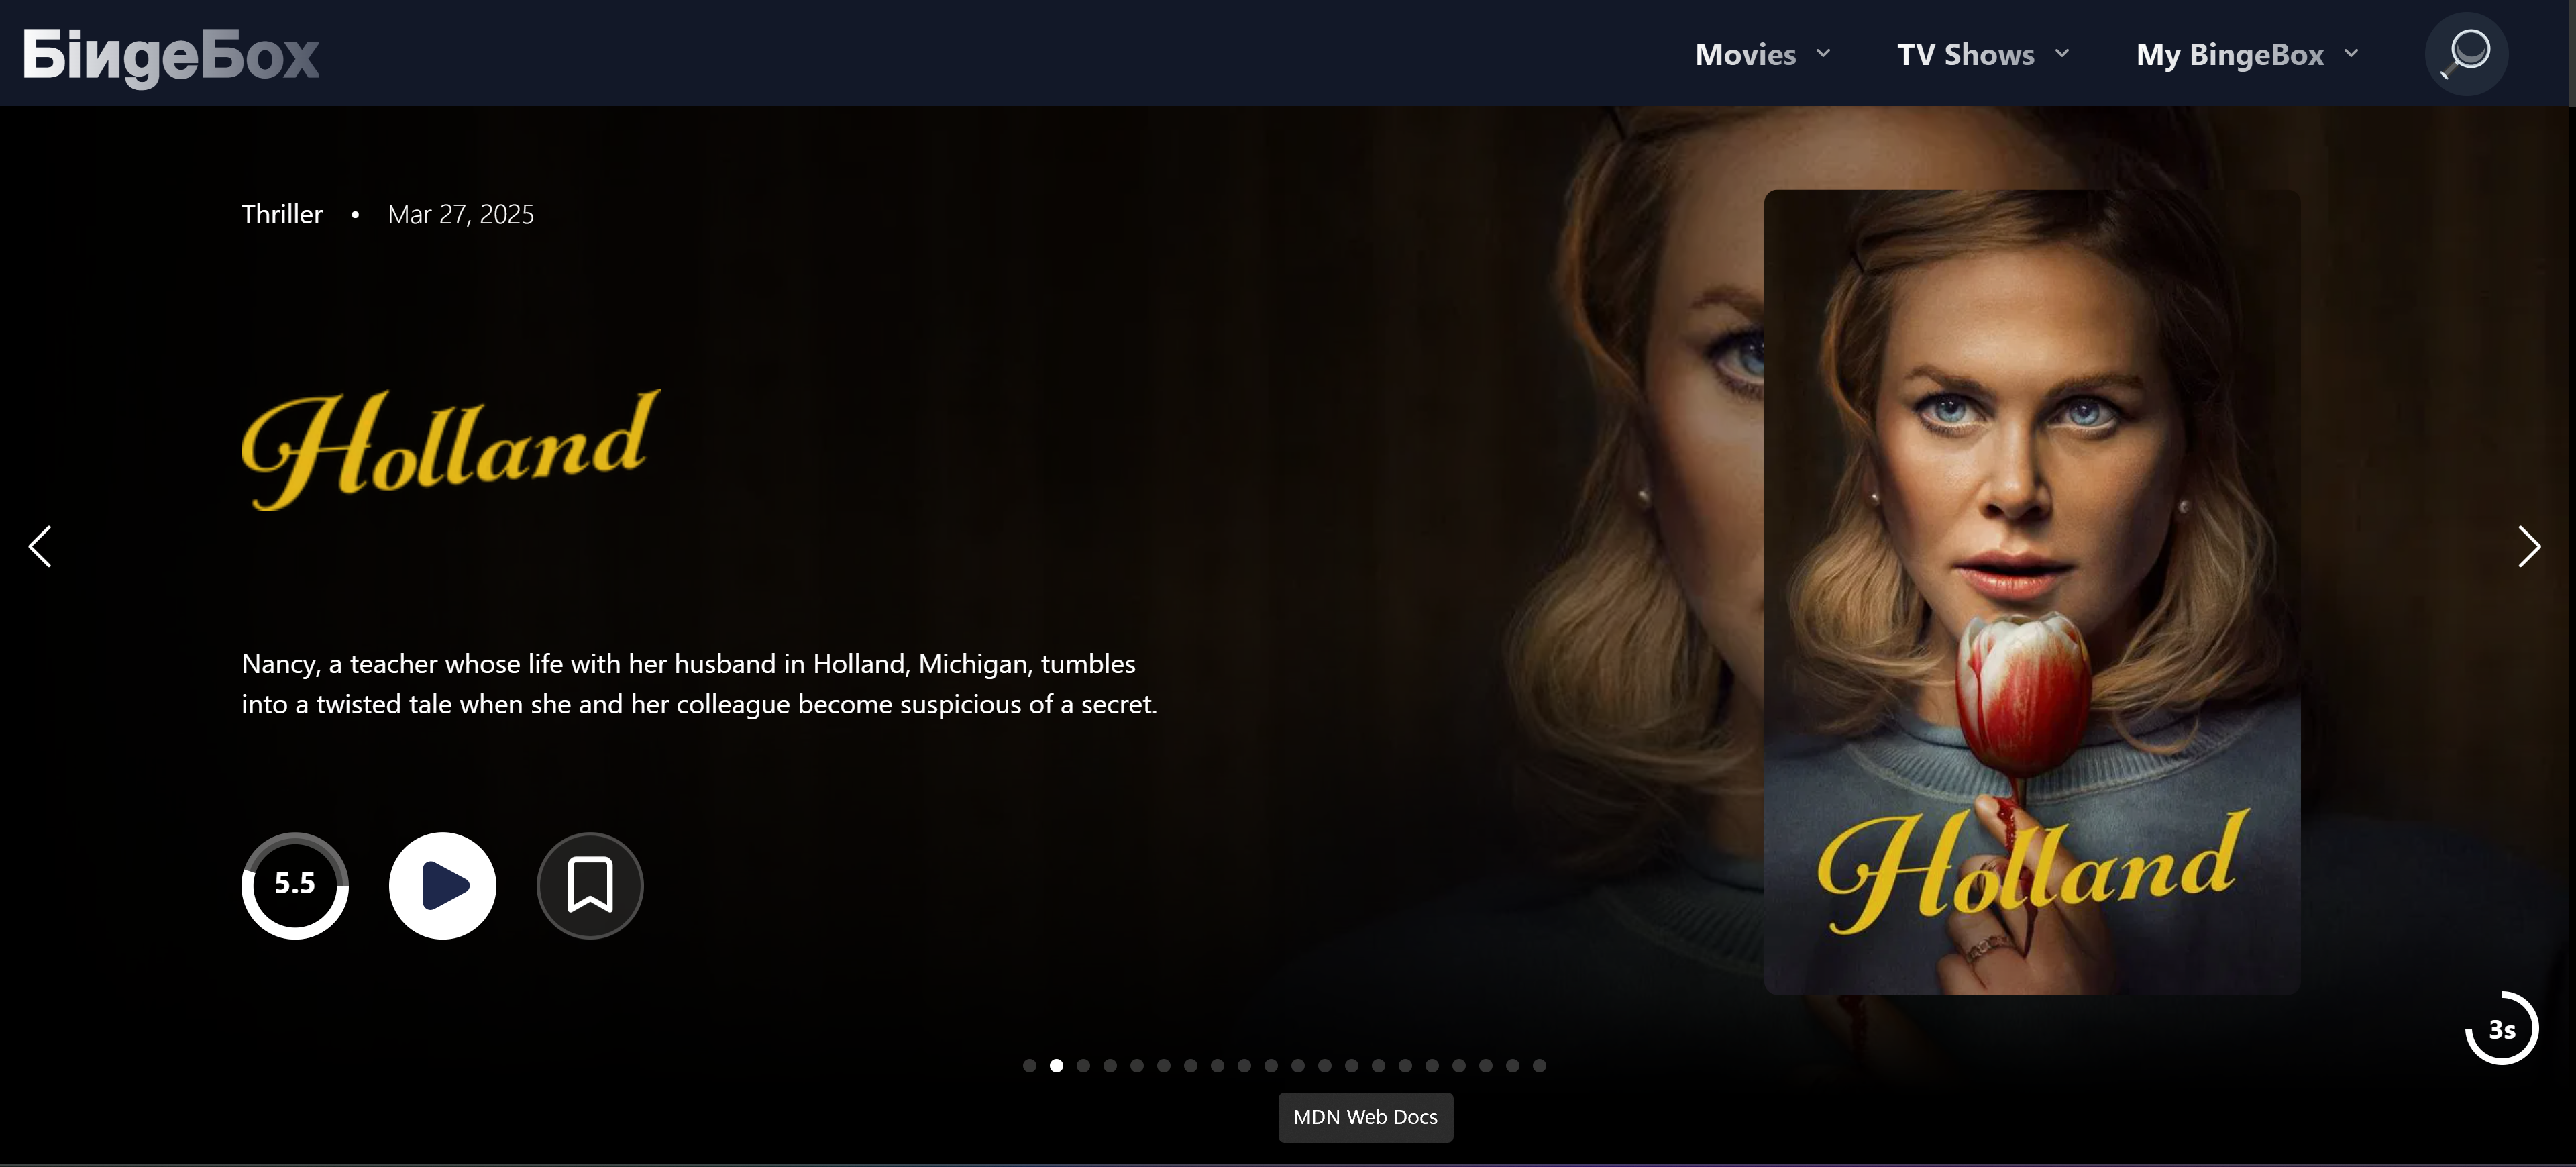 БiиgeБox
Movies
TV Shows
My BingeBox
Thriller • Mar 27, 2025
Holland
Nancy, a teacher whose life with her husband in Holland, Michigan, tumbles
into a twisted tale when she and her colleague become suspicious of a secret.
5.5
Holland
3s
MDN Web Docs